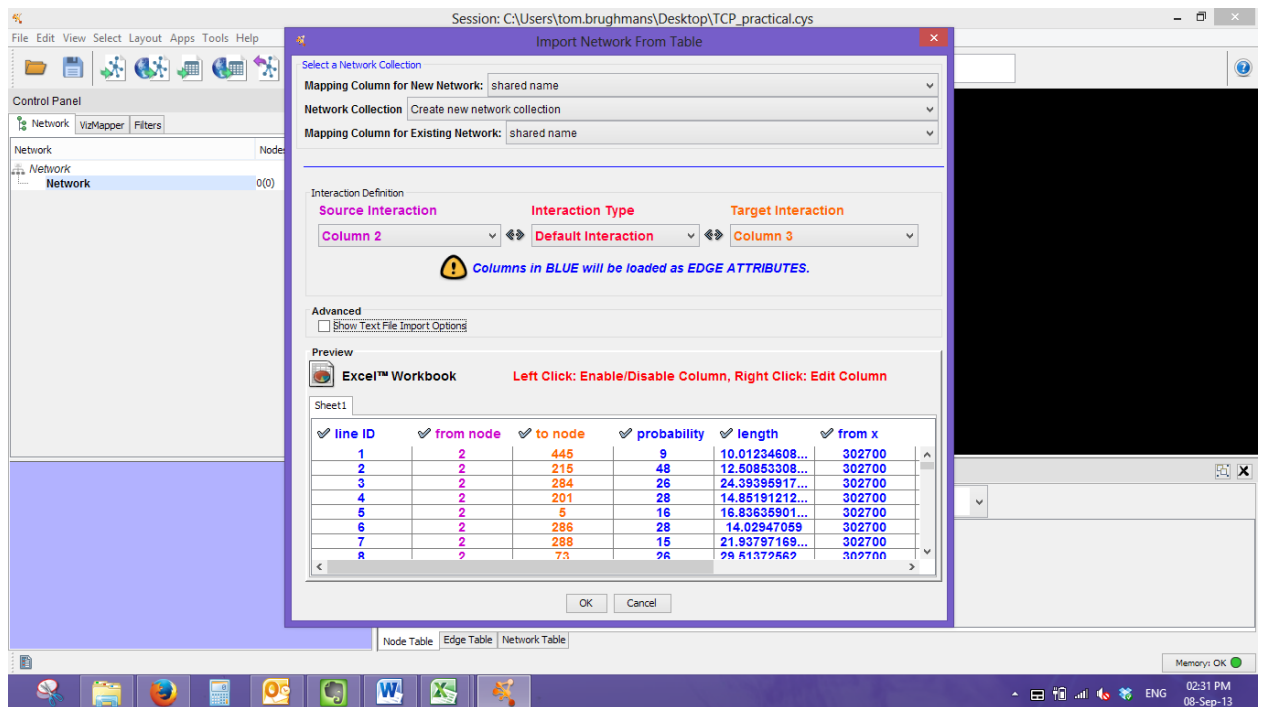 Session: C:\Users\tom.brughmans\Desktop\TCP_practical.cys
File Edit View Select Layout Apps Tools Help
Import Network From Table
Control Panel
Network VizMapper Filters
Network Node
Network
Network 0(0)
Select a Network Collection
Mapping Column for New Network: shared name
Network Collection Create new network collection
Mapping Column for Existing Network: shared name
Interaction Definition
Source Interaction Interaction Type Target Interaction
Column 2 Default Interaction Column 3
Columns in BLUE will be loaded as EDGE ATTRIBUTES.
Advanced
Show Text File Import Options
Preview
Excel™ Workbook Left Click: Enable/Disable Column, Right Click: Edit Column
Sheet1
line ID from node to node probability length from x
1 2 445 9 10.01234608... 302700
2 2 215 48 12.50853308... 302700
3 2 284 26 24.39395917... 302700
4 2 201 28 14.85191212... 302700
5 2 5 16 16.83635901... 302700
6 2 286 28 14.02947059 302700
7 2 288 15 21.93797169... 302700
8 2 73 26 29.51372562 302700
OK Cancel
Node Table Edge Table Network Table
Memory: OK
ENG 02:31 PM
08-Sep-13